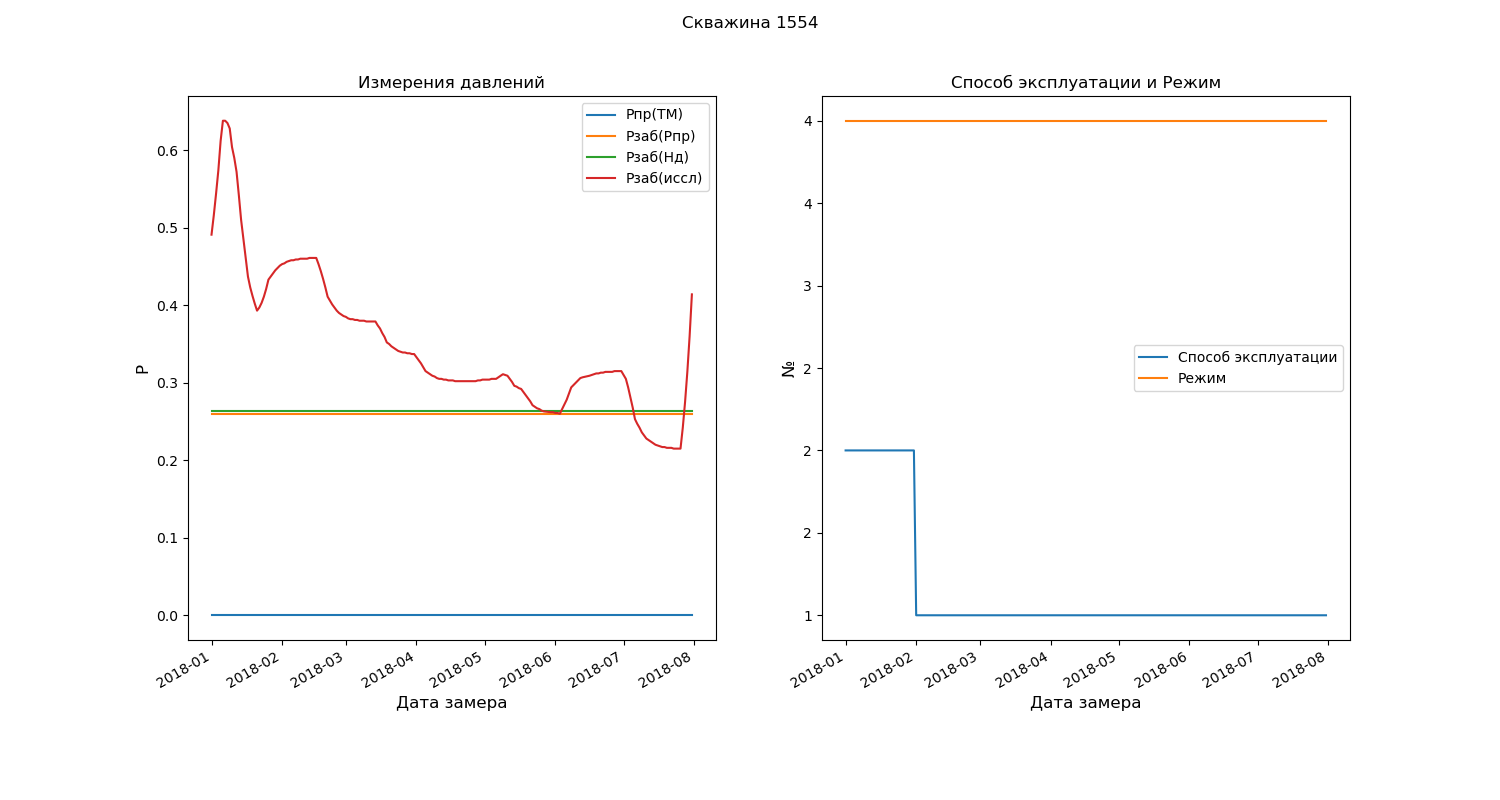 Скважина 1554
Измерения давлений
P
0.6
0.5
0.4
0.3
0.2
0.1
0.0
Pпр(ТМ)
Pзаб(Pпр)
Pзаб(Нд)
Pзаб(иссл)
2018-01
2018-02
2018-03
2018-04
2018-05
2018-06
2018-07
2018-08
Дата замера
Способ эксплуатации и Режим
№
4
4
3
2
2
2
1
Способ эксплуатации
Режим
2018-01
2018-02
2018-03
2018-04
2018-05
2018-06
2018-07
2018-08
Дата замера